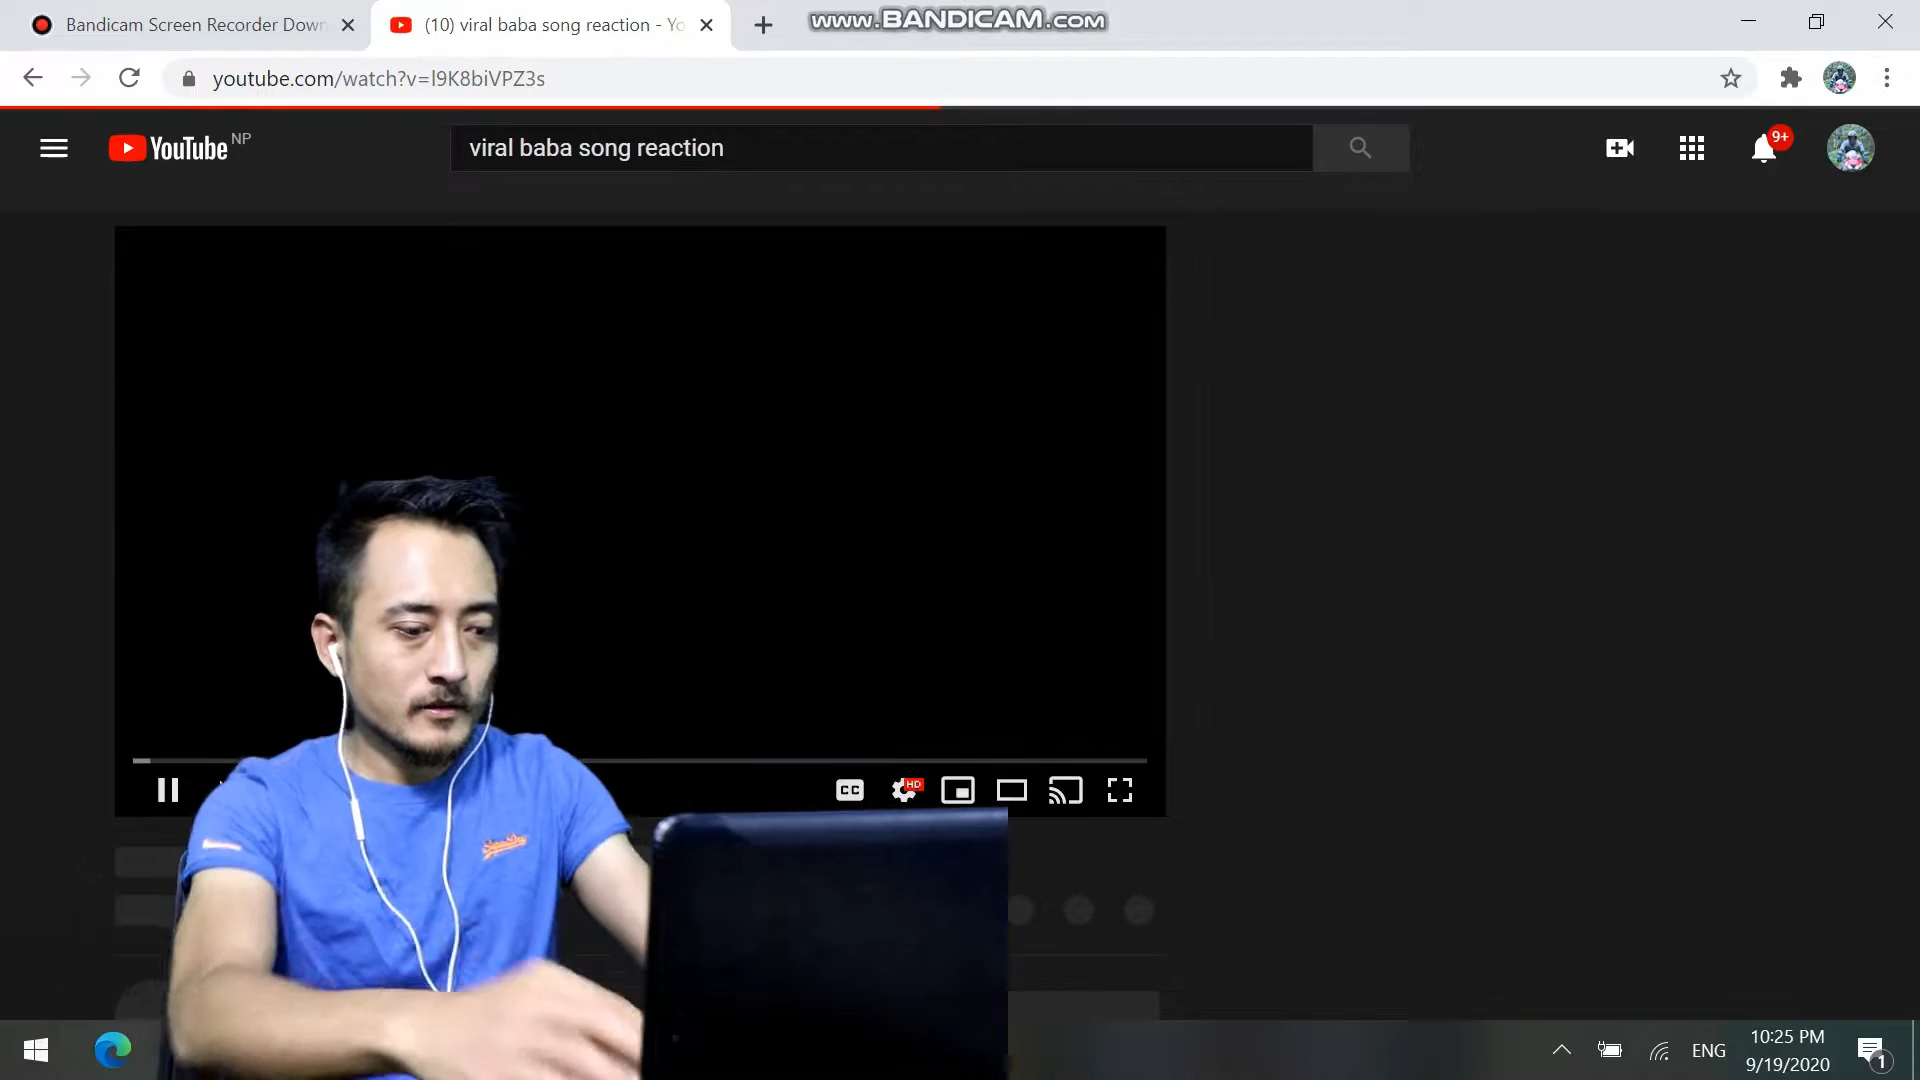 Bandicam Screen Recorder Down
(10) viral baba song reaction - Yo
www.BANDICAM.COM
youtube.com/watch?v=l9K8biVPZ3s
YouTube NP
viral baba song reaction
9+
HD
CC
Superdry
10:25 PM
ENG
9/19/2020
1